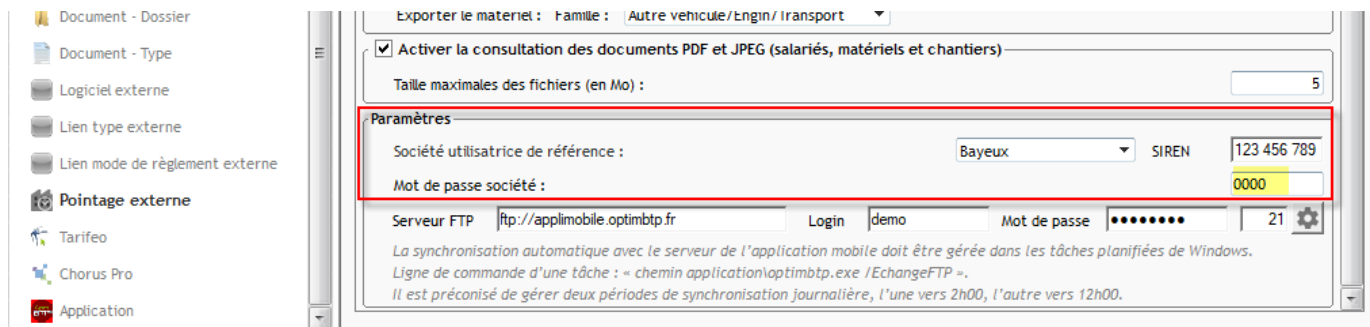 Document - Dossier
Document - Type
Logiciel externe
Lien type externe
Lien mode de règlement externe
Pointage externe
Tarifeo
Chorus Pro
Application
Exporter le matériel : Famille : Autre véhicule/Engin/Transport
Activer la consultation des documents PDF et JPEG (salariés, matériels et chantiers)
Taille maximales des fichiers (en Mo) : 5
Paramètres
Société utilisatrice de référence : Bayeux SIREN 123 456 789
Mot de passe société : 0000
Serveur FTP ftp://applimobile.optimbtp.fr Login demo Mot de passe ●●●●●●●● 21
La synchronisation automatique avec le serveur de l'application mobile doit être gérée dans les tâches planifiées de Windows.
Ligne de commande d'une tâche : « chemin application\optimbtp.exe /EchangeFTP ».
Il est préconisé de gérer deux périodes de synchronisation journalière, l'une vers 2h00, l'autre vers 12h00.